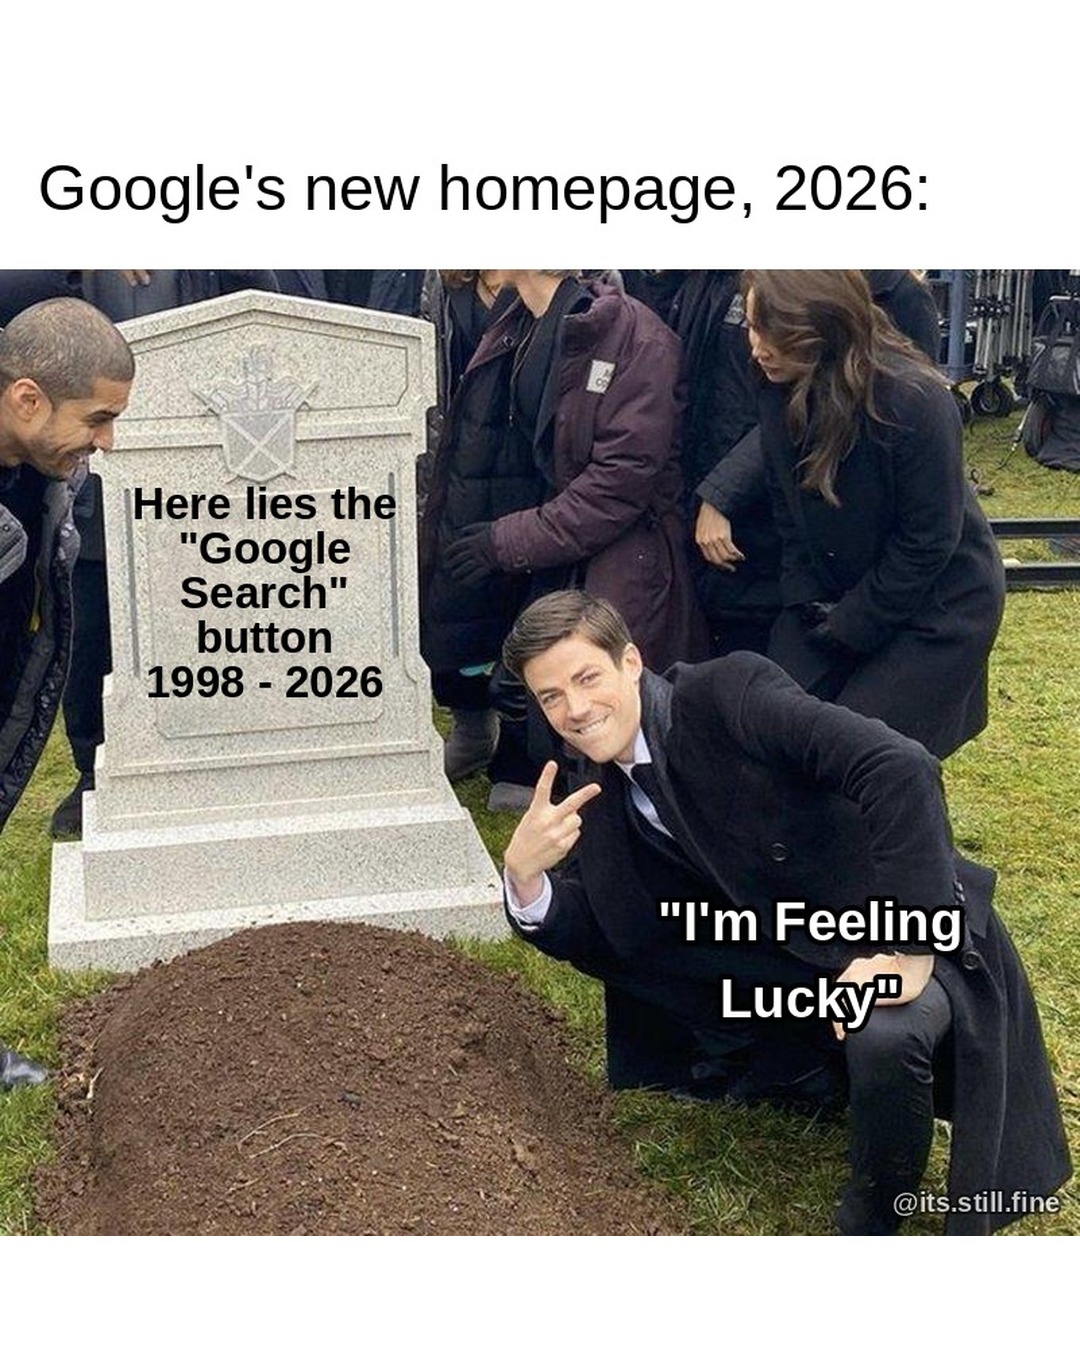 Google's new homepage, 2026:
Here lies the
"Google
Search"
button
1998 - 2026
"I'm Feeling
Lucky"
@its.still.fine